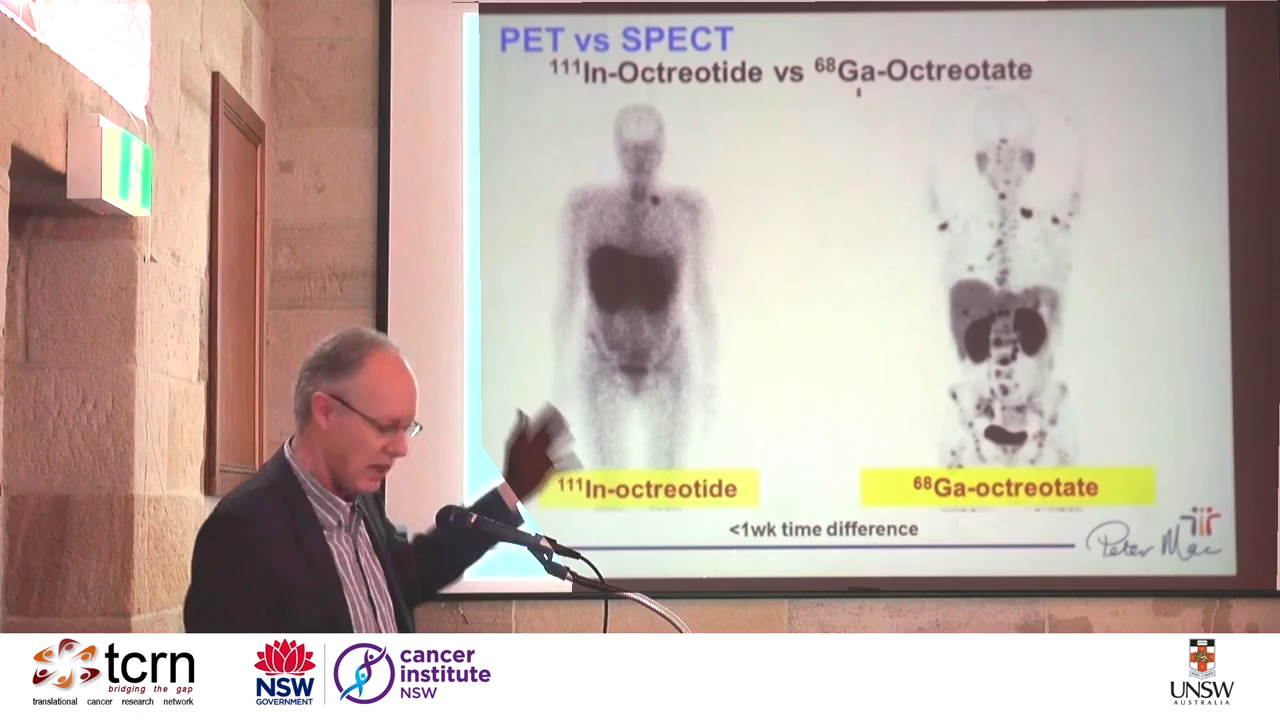 PET vs SPECT
¹¹¹In-Octreotide vs ⁶⁸Ga-Octreotate
¹¹¹In-octreotide
⁶⁸Ga-octreotate
<1wk time difference
Peter Mac
tcrn
bridging the gap
translational cancer research network
NSW
GOVERNMENT
cancer
institute
NSW
UNSW
AUSTRALIA